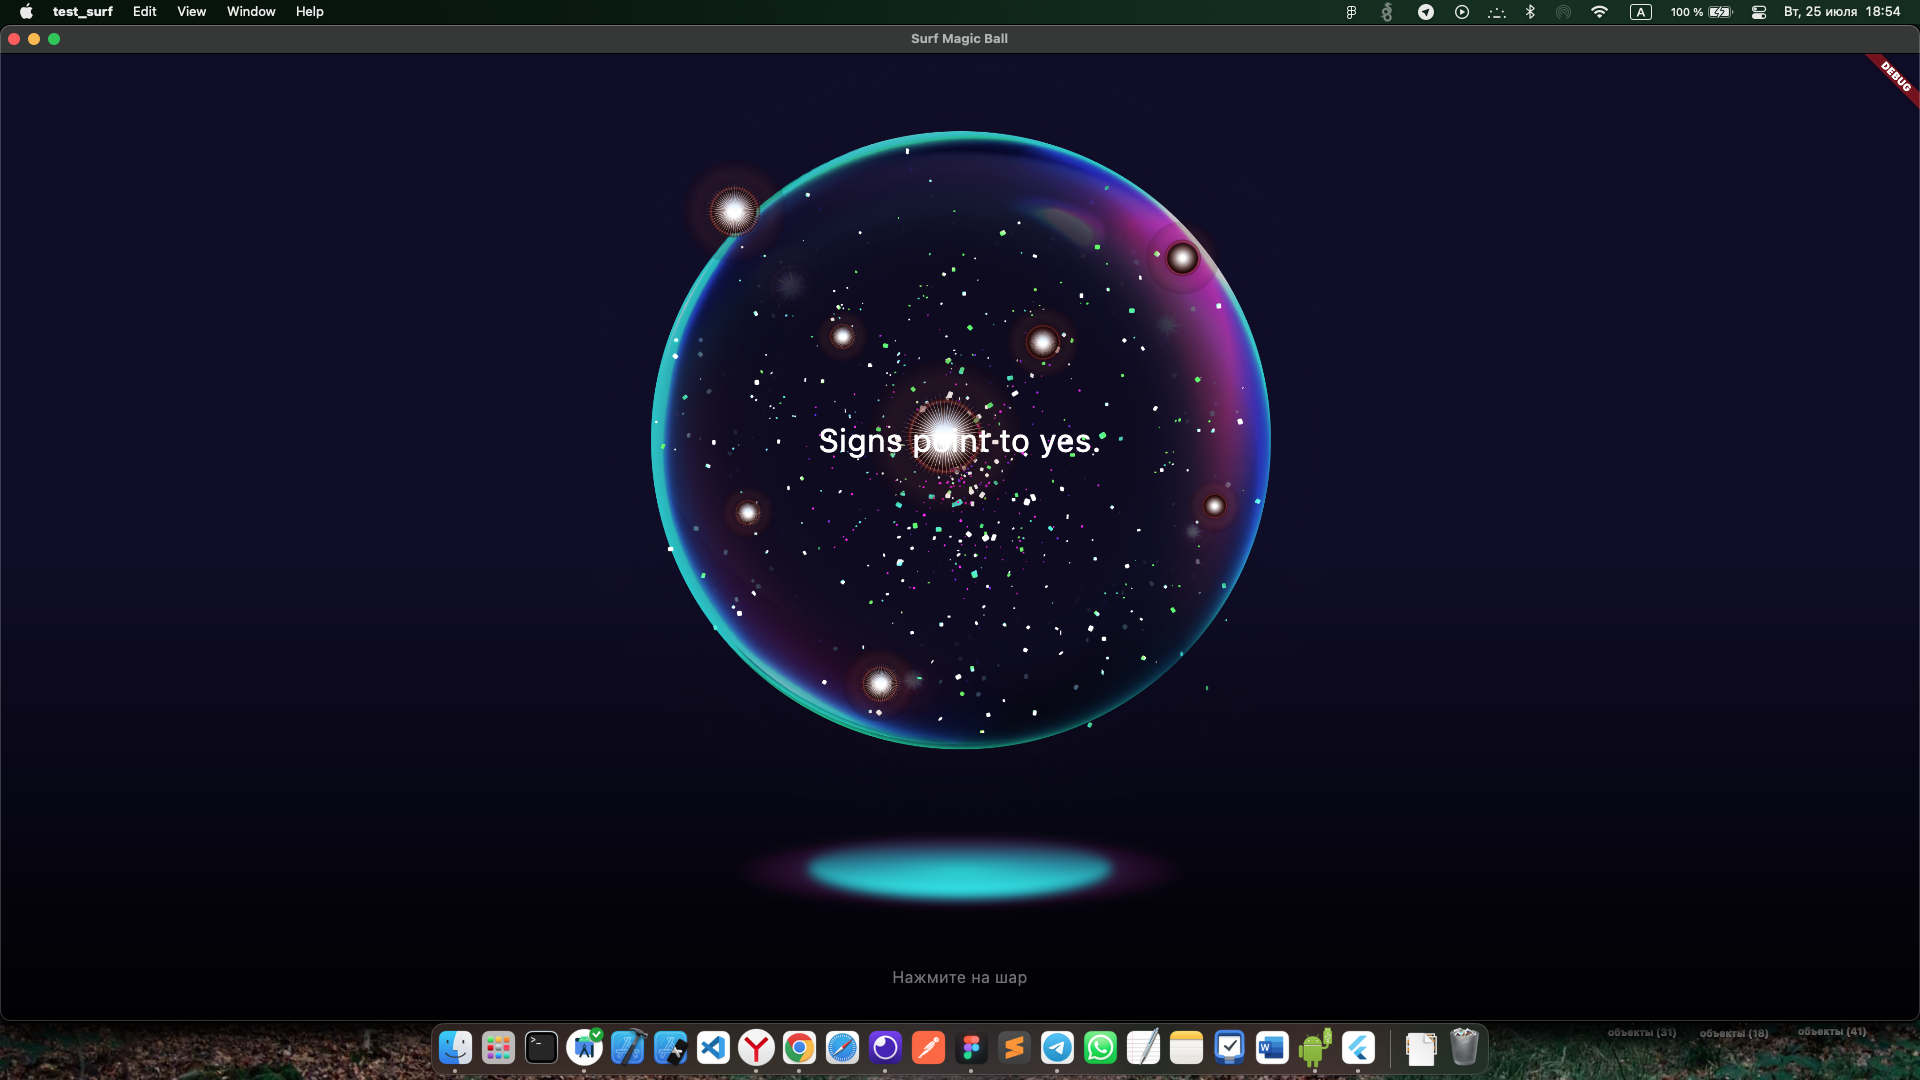 test_surf Edit View Window Help A 100 % Вт, 25 июля 18:54
Surf Magic Ball
DEBUG
Signs point to yes.
Нажмите на шар
объекты (31) объекты (18) объекты (41)